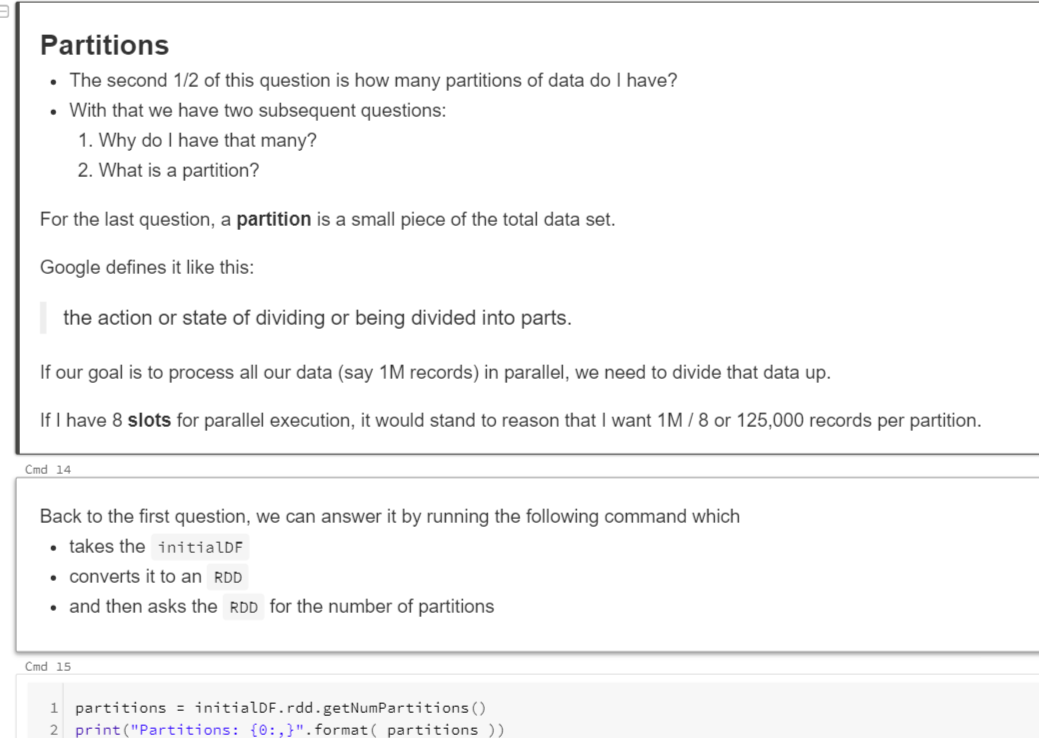 Partitions
• The second 1/2 of this question is how many partitions of data do I have?
• With that we have two subsequent questions:
1. Why do I have that many?
2. What is a partition?
For the last question, a partition is a small piece of the total data set.
Google defines it like this:
the action or state of dividing or being divided into parts.
If our goal is to process all our data (say 1M records) in parallel, we need to divide that data up.
If I have 8 slots for parallel execution, it would stand to reason that I want 1M / 8 or 125,000 records per partition.
Cmd 14
Back to the first question, we can answer it by running the following command which
• takes the initialDF
• converts it to an RDD
• and then asks the RDD for the number of partitions
Cmd 15
1 partitions = initialDF.rdd.getNumPartitions()
2 print("Partitions: {0:,}".format( partitions ))